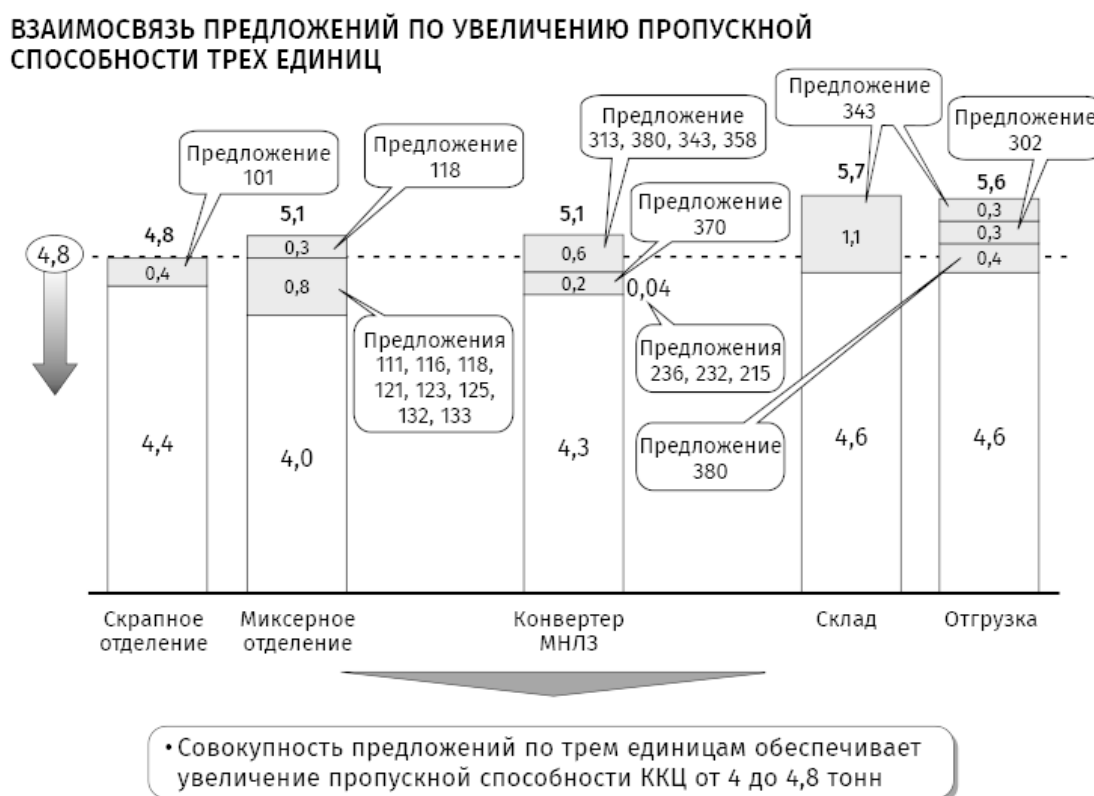 ВЗАИМОСВЯЗЬ ПРЕДЛОЖЕНИЙ ПО УВЕЛИЧЕНИЮ ПРОПУСКНОЙ
СПОСОБНОСТИ ТРЕХ ЕДИНИЦ
Предложение
101
Предложение
118
Предложение
313, 380, 343, 358
Предложение
343
Предложение
302
Предложение
370
4,8
4,8
0,4
4,4
5,1
0,3
0,8
4,0
Предложения
111, 116, 118,
121, 123, 125,
132, 133
5,1
0,6
0,2
0,04
4,3
Предложения
236, 232, 215
Предложение
380
5,7
1,1
4,6
5,6
0,3
0,3
0,4
4,6
Скрапное
отделение
Миксерное
отделение
Конвертер
МНЛЗ
Склад
Отгрузка
• Совокупность предложений по трем единицам обеспечивает
увеличение пропускной способности ККЦ от 4 до 4,8 тонн